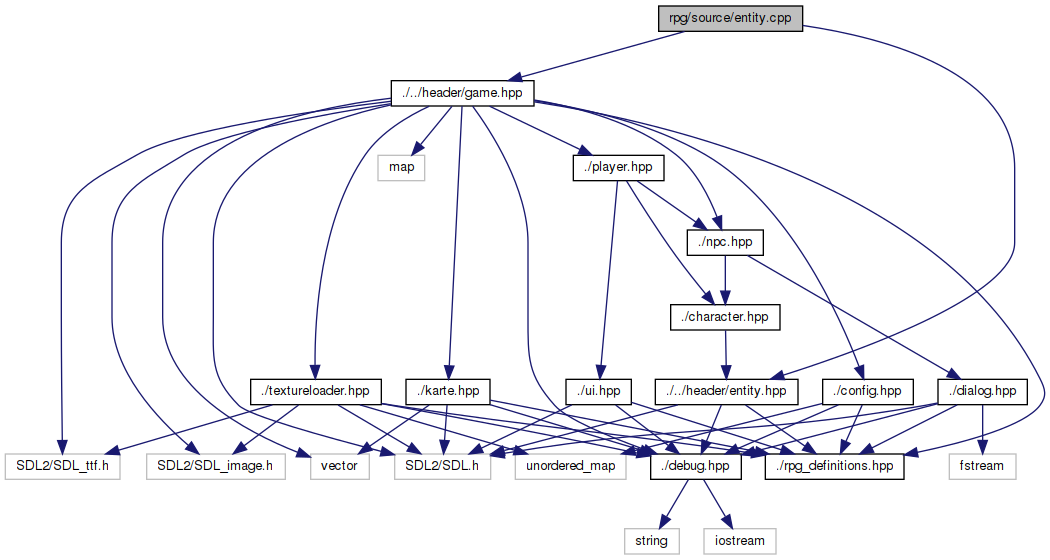 rpg/source/entity.cpp
./../header/game.hpp
map
./player.hpp
./npc.hpp
./character.hpp
./textureloader.hpp
./karte.hpp
./ui.hpp
./../header/entity.hpp
./config.hpp
./dialog.hpp
SDL2/SDL_ttf.h
SDL2/SDL_image.h
vector
SDL2/SDL.h
unordered_map
./debug.hpp
./rpg_definitions.hpp
fstream
string
iostream